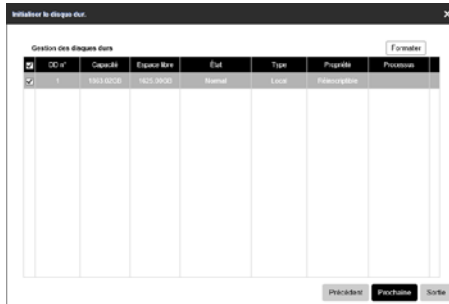 Initialiser le disque dur.
Gestion des disques durs Formater
DD n° Capacité Espace libre État Type Propriété Processus
1 Normal Local Réinscriptible
Précédent Prochaine Sortie